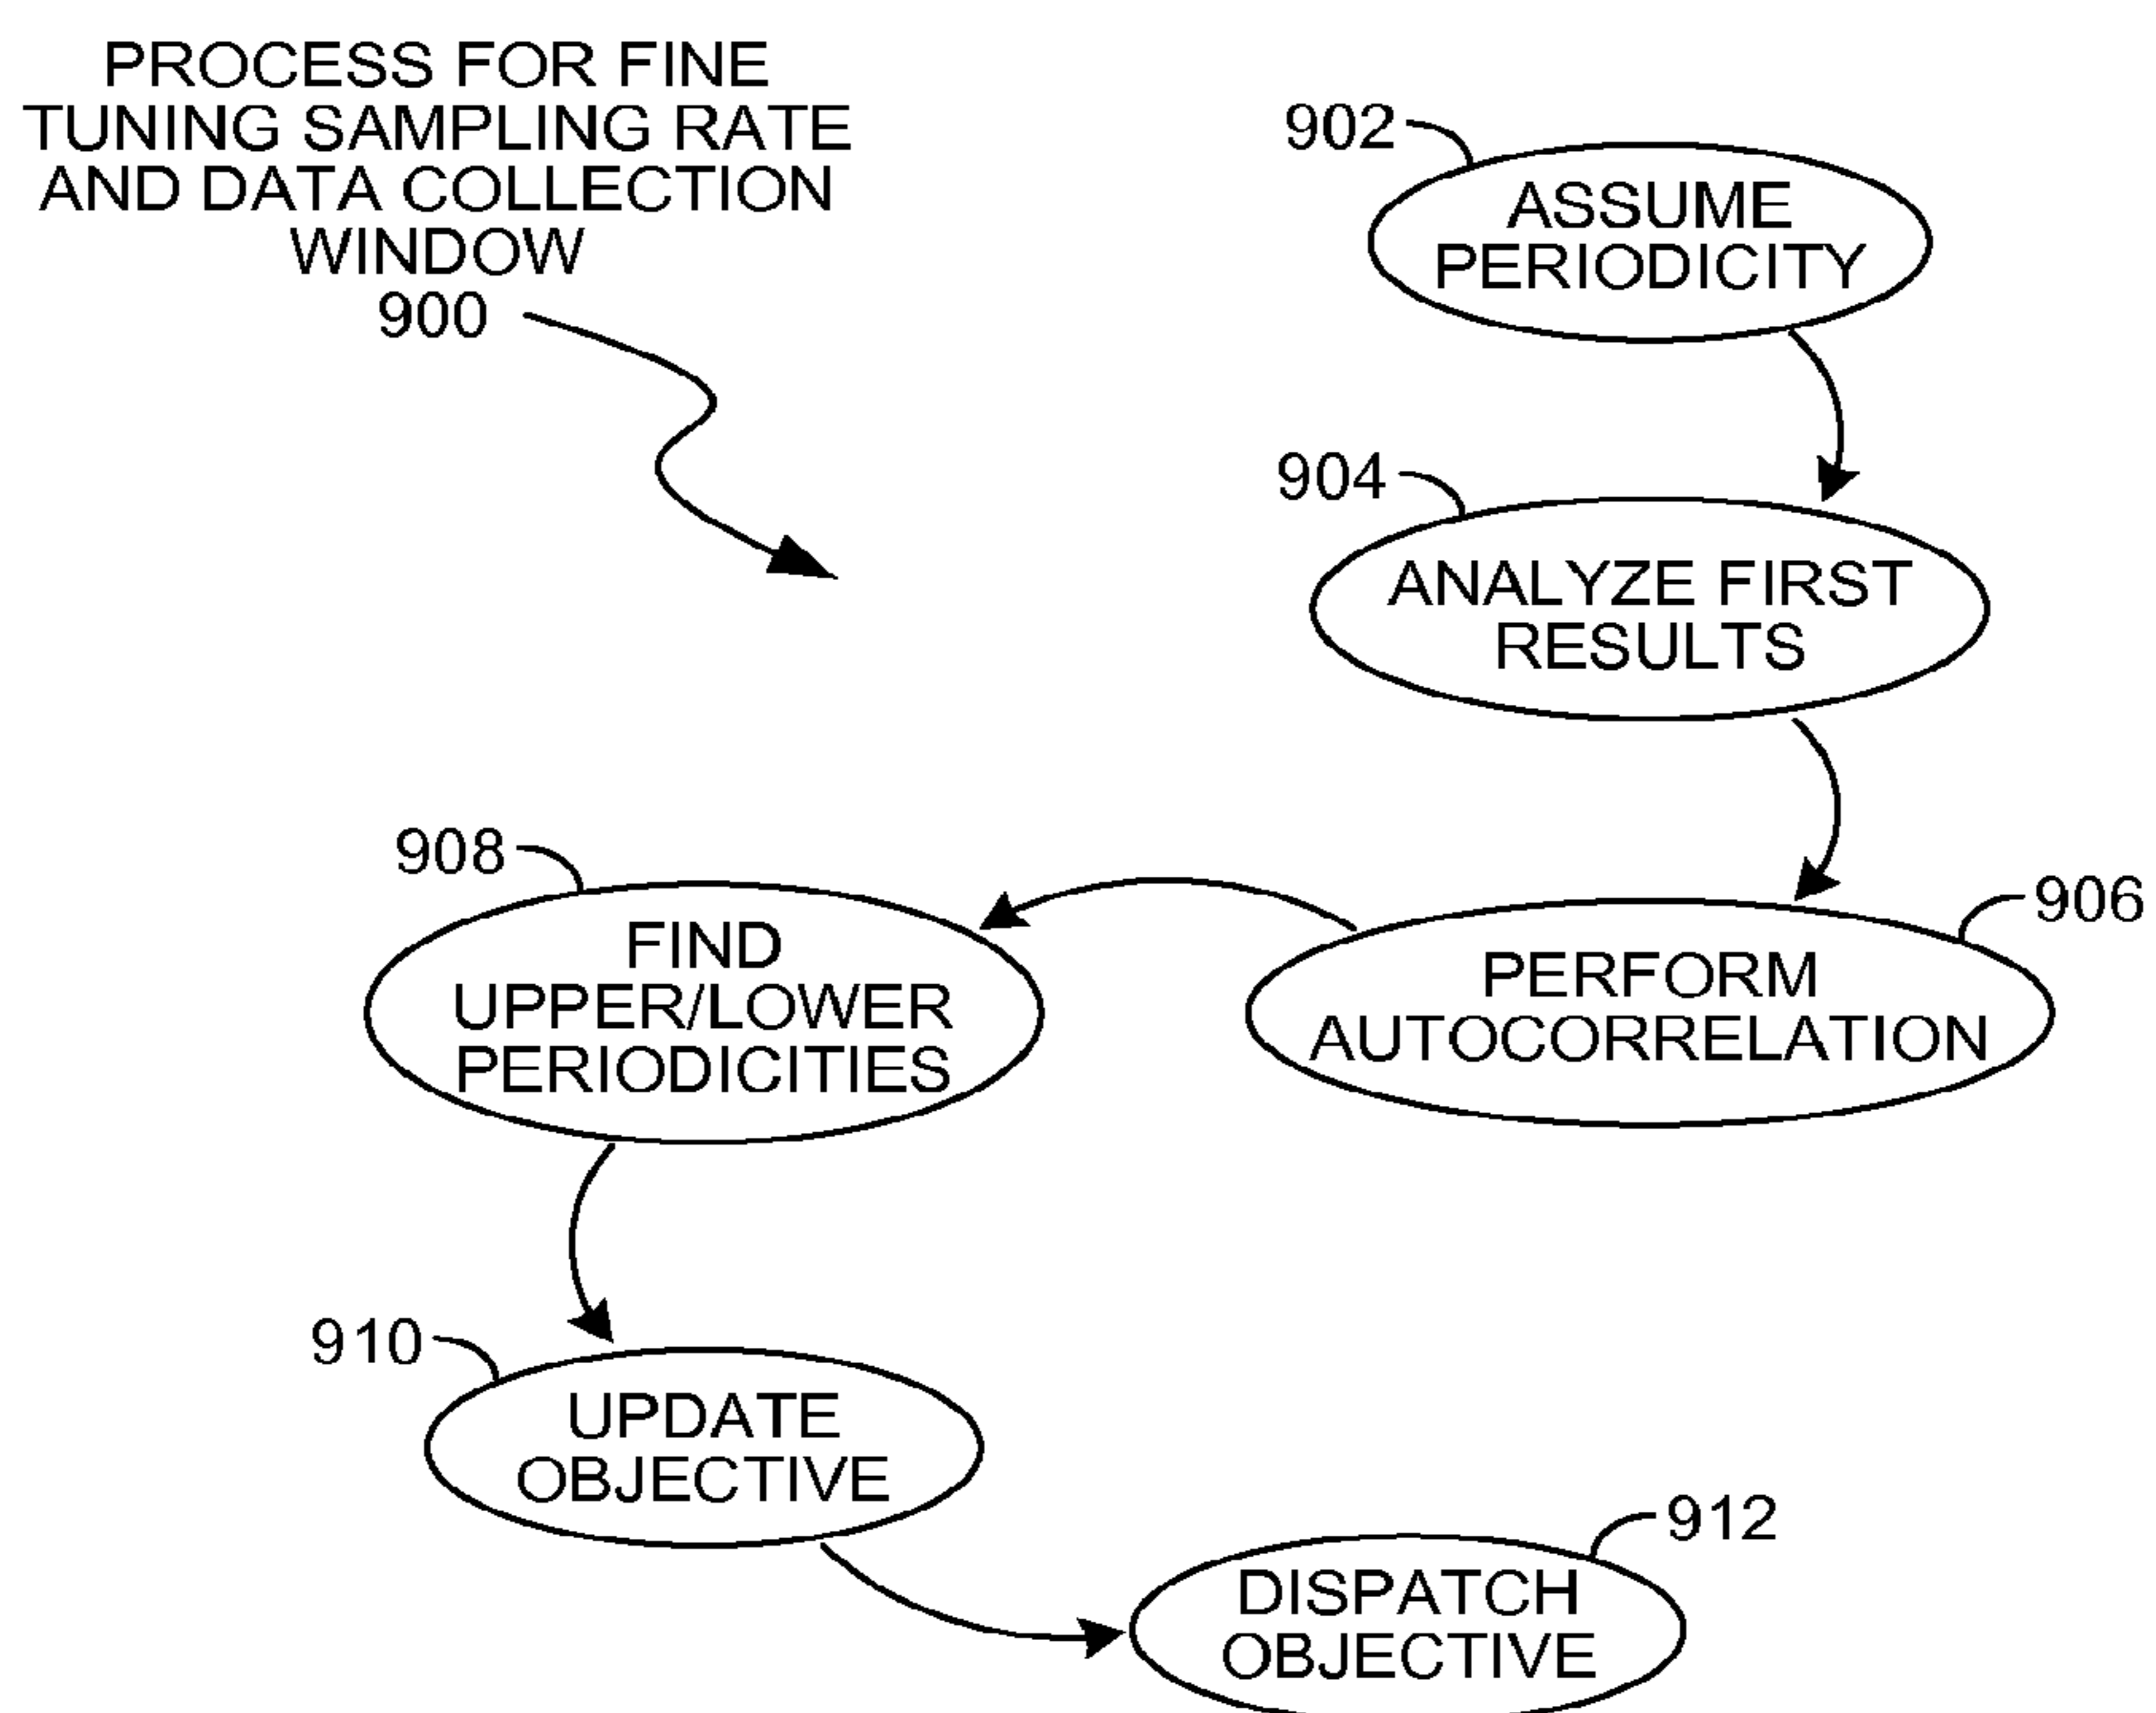 PROCESS FOR FINE
TUNING SAMPLING RATE
AND DATA COLLECTION
WINDOW
900
902
ASSUME
PERIODICITY
904
ANALYZE FIRST
RESULTS
906
PERFORM
AUTOCORRELATION
908
FIND
UPPER/LOWER
PERIODICITIES
910
UPDATE
OBJECTIVE
912
DISPATCH
OBJECTIVE